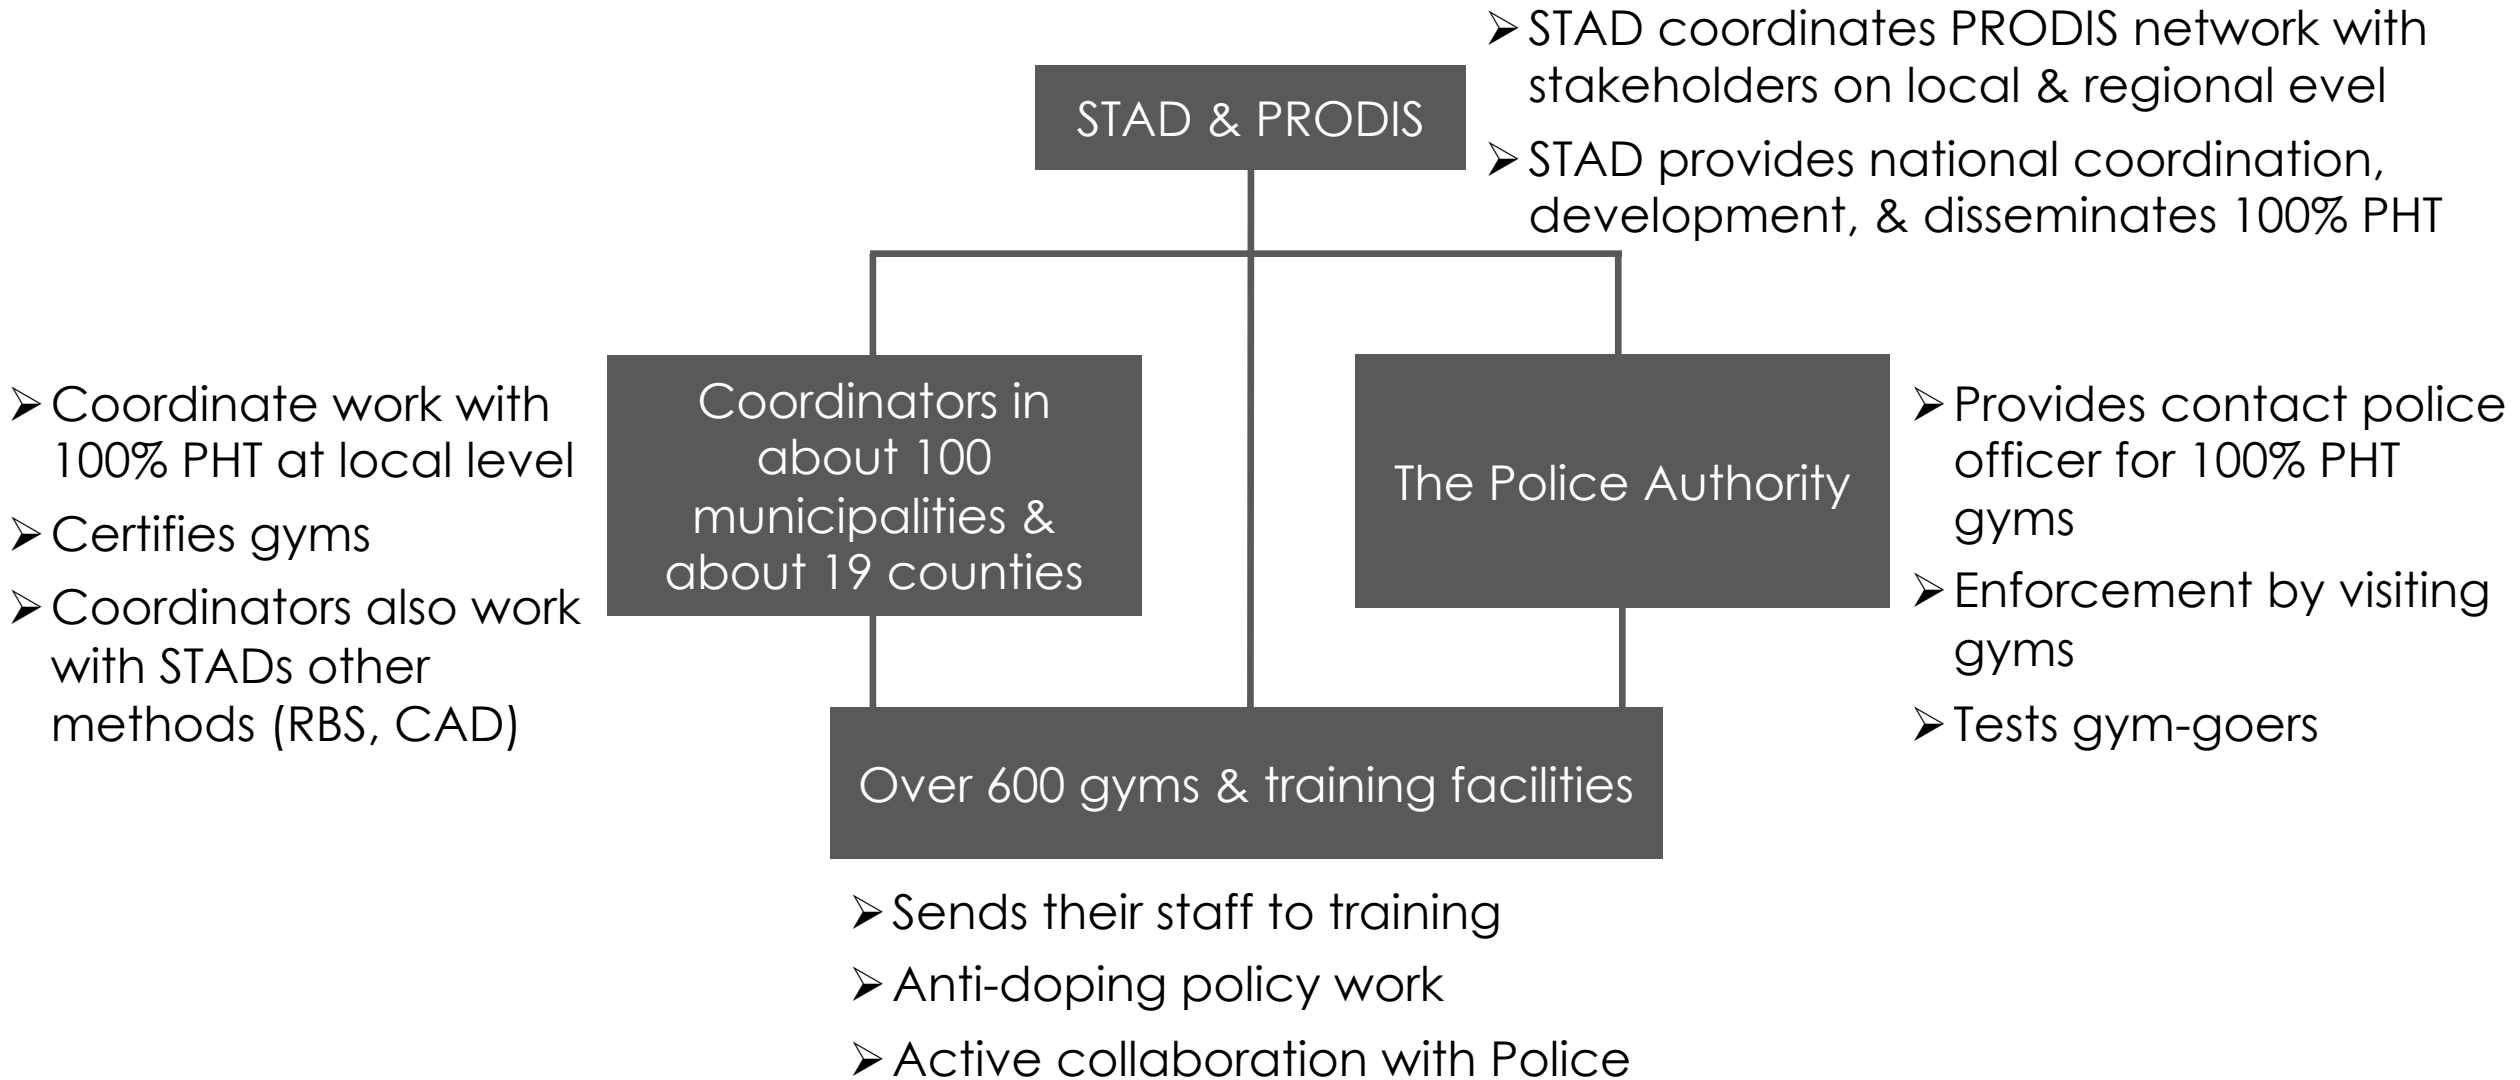 ➢ STAD coordinates PRODIS network with
stakeholders on local & regional evel
➢ STAD provides national coordination,
development, & disseminates 100% PHT
STAD & PRODIS
➢ Coordinate work with
100% PHT at local level
➢ Certifies gyms
➢ Coordinators also work
with STADs other
methods (RBS, CAD)
Coordinators in
about 100
municipalities &
about 19 counties
The Police Authority
➢ Provides contact police
officer for 100% PHT
gyms
➢ Enforcement by visiting
gyms
➢ Tests gym-goers
Over 600 gyms & training facilities
➢ Sends their staff to training
➢ Anti-doping policy work
➢ Active collaboration with Police